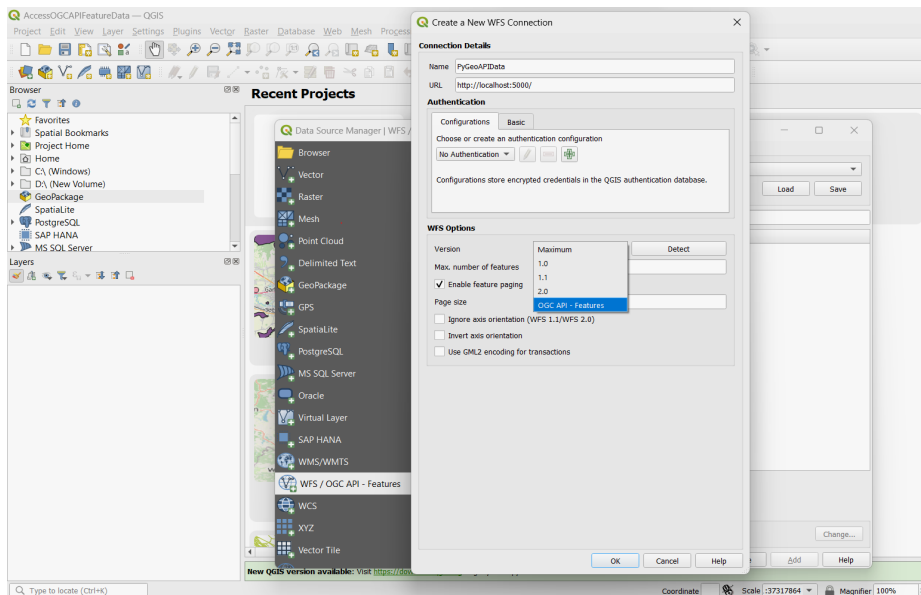 AccessOGCAPIFeatureData — QGIS
Project Edit View Layer Settings Plugins Vector Raster Database Web Mesh
Browser
Favorites
Spatial Bookmarks
Project Home
Home
C:\ (Windows)
D:\ (New Volume)
GeoPackage
SpatiaLite
PostgreSQL
SAP HANA
MS SQL Server
Layers
Recent Projects
Data Source Manager | WFS /
Browser
Vector
Raster
Mesh
Point Cloud
Delimited Text
GeoPackage
GPS
SpatiaLite
PostgreSQL
MS SQL Server
Oracle
Virtual Layer
SAP HANA
WMS/WMTS
WFS / OGC API - Features
WCS
XYZ
Vector Tile
Create a New WFS Connection
Connection Details
Name PyGeoAPIData
URL http://localhost:5000/
Authentication
Configurations Basic
Choose or create an authentication configuration
No Authentication
Configurations store encrypted credentials in the QGIS authentication database.
WFS Options
Version Maximum Detect
1.0
Max. number of features
1.1
Enable feature paging
2.0
Page size
OGC API - Features
Ignore axis orientation (WFS 1.1/WFS 2.0)
Invert axis orientation
Use GML2 encoding for transactions
OK Cancel Help
Load Save
Change...
Add Help
New QGIS version available: Visit
Type to locate (Ctrl+K)
Coordinate Scale :37317864 Magnifier 100%